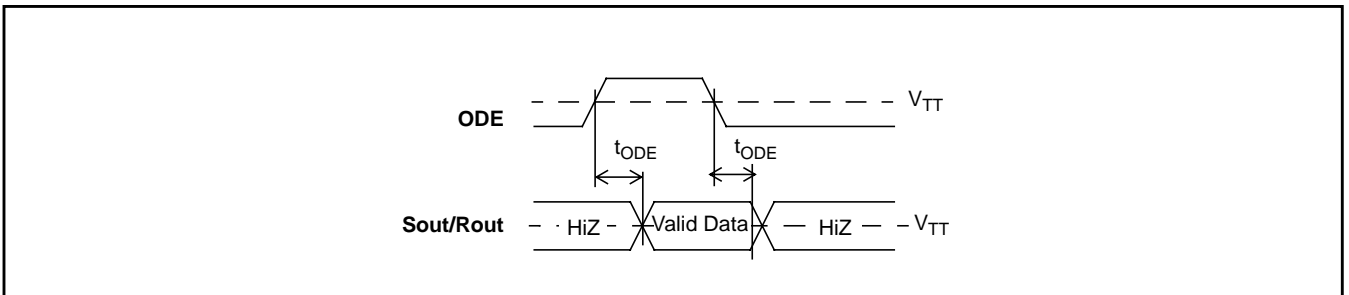 ODE
V_TT
t_ODE t_ODE
Sout/Rout HiZ Valid Data HiZ V_TT